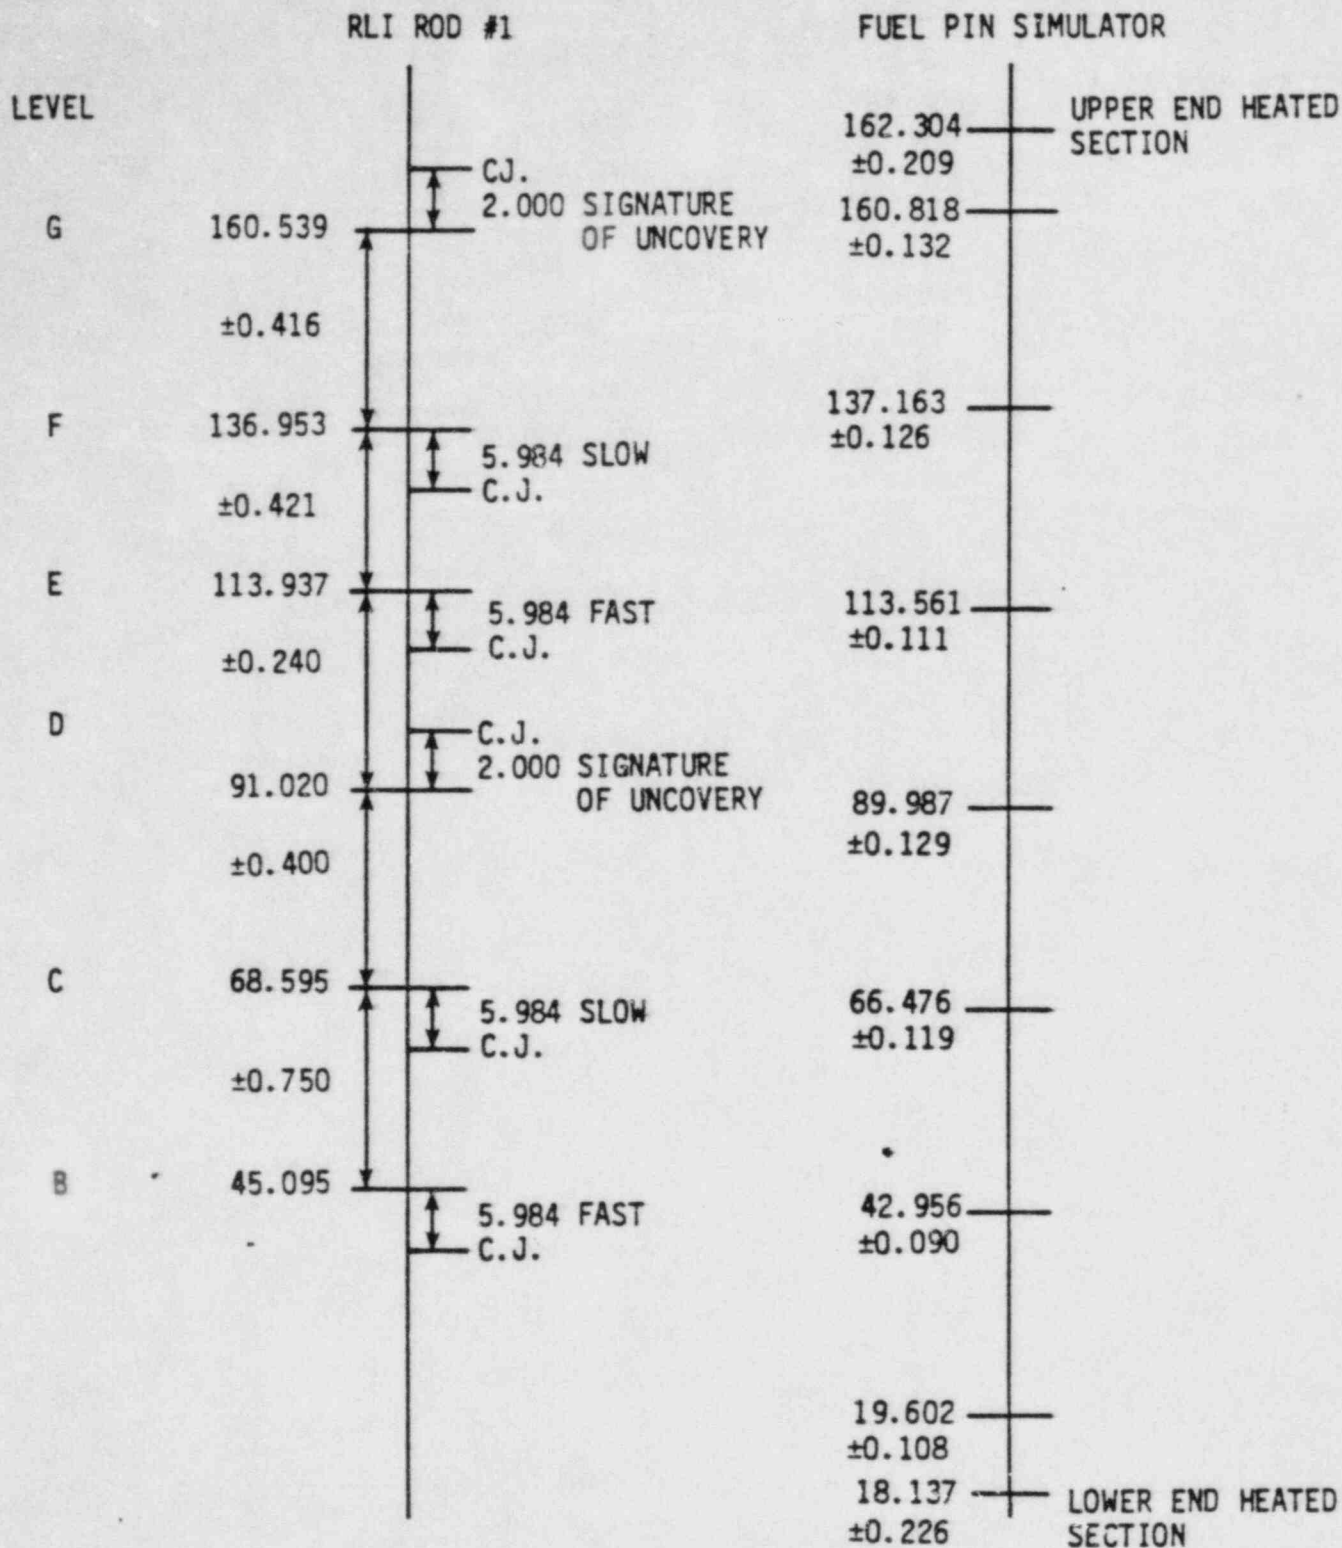 RLI ROD #1
FUEL PIN SIMULATOR
LEVEL
162.304
±0.209
UPPER END HEATED
SECTION
CJ.
2.000 SIGNATURE
OF UNCOVERY
G
160.539
160.818
±0.132
±0.416
F
136.953
137.163
±0.126
5.984 SLOW
C.J.
±0.421
E
113.937
113.561
±0.111
5.984 FAST
C.J.
±0.240
D
C.J.
2.000 SIGNATURE
OF UNCOVERY
91.020
89.987
±0.129
±0.400
C
68.595
66.476
±0.119
5.984 SLOW
C.J.
±0.750
B
45.095
42.956
±0.090
5.984 FAST
C.J.
19.602
±0.108
18.137
±0.226
LOWER END HEATED
SECTION